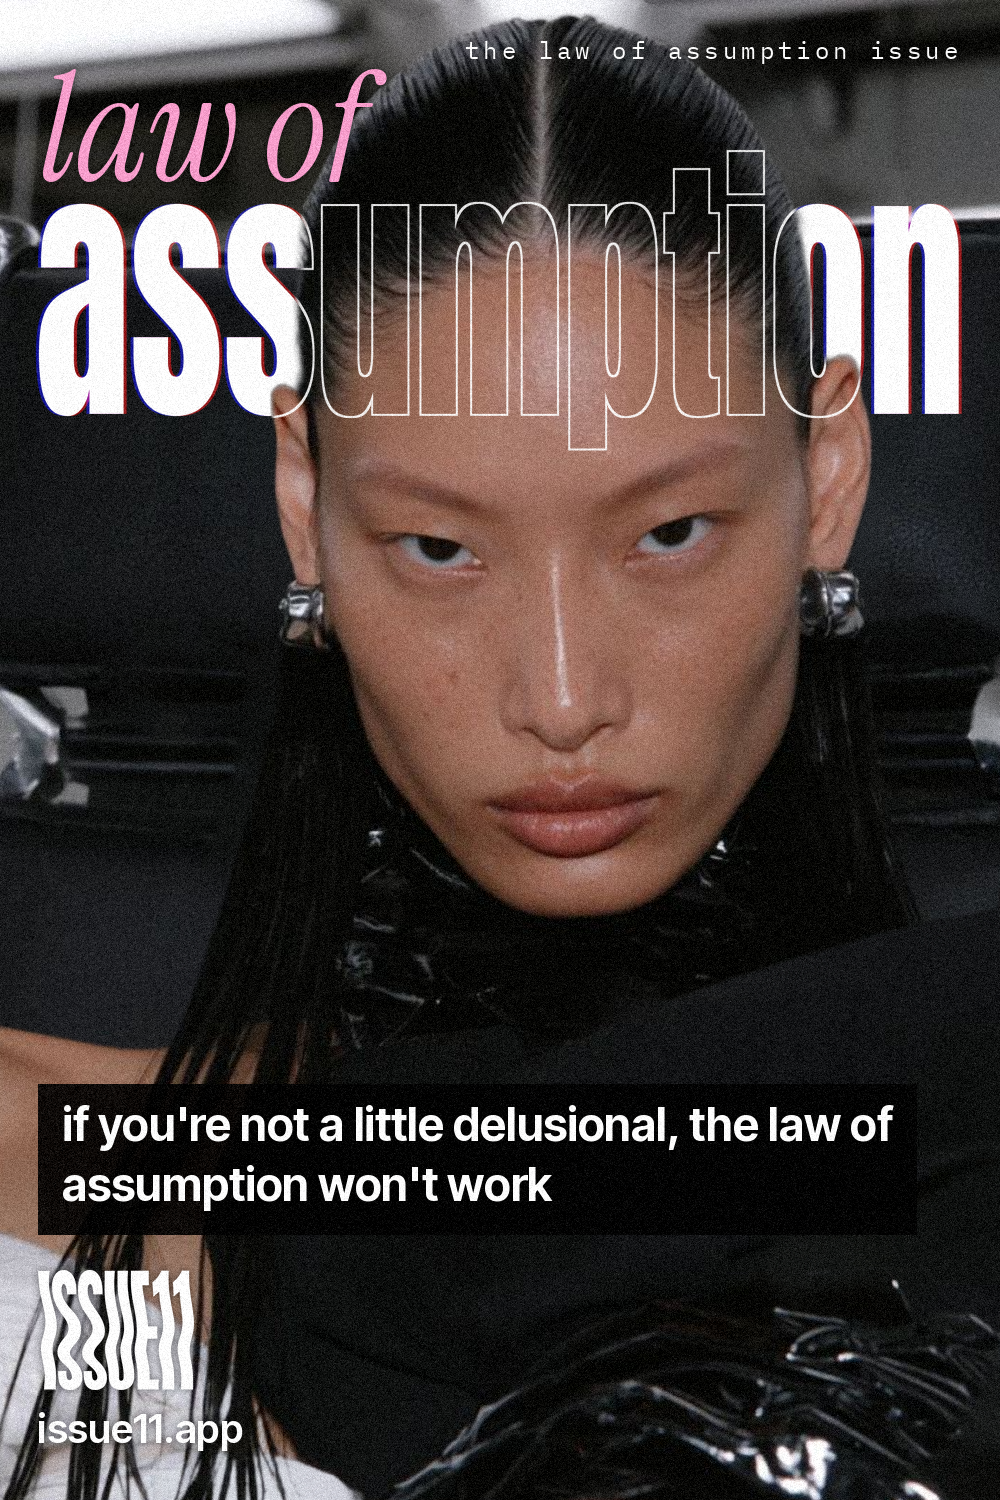 the law of assumption issue
law of
assumption
if you're not a little delusional, the law of
assumption won't work
ISSUE11
issue11.app